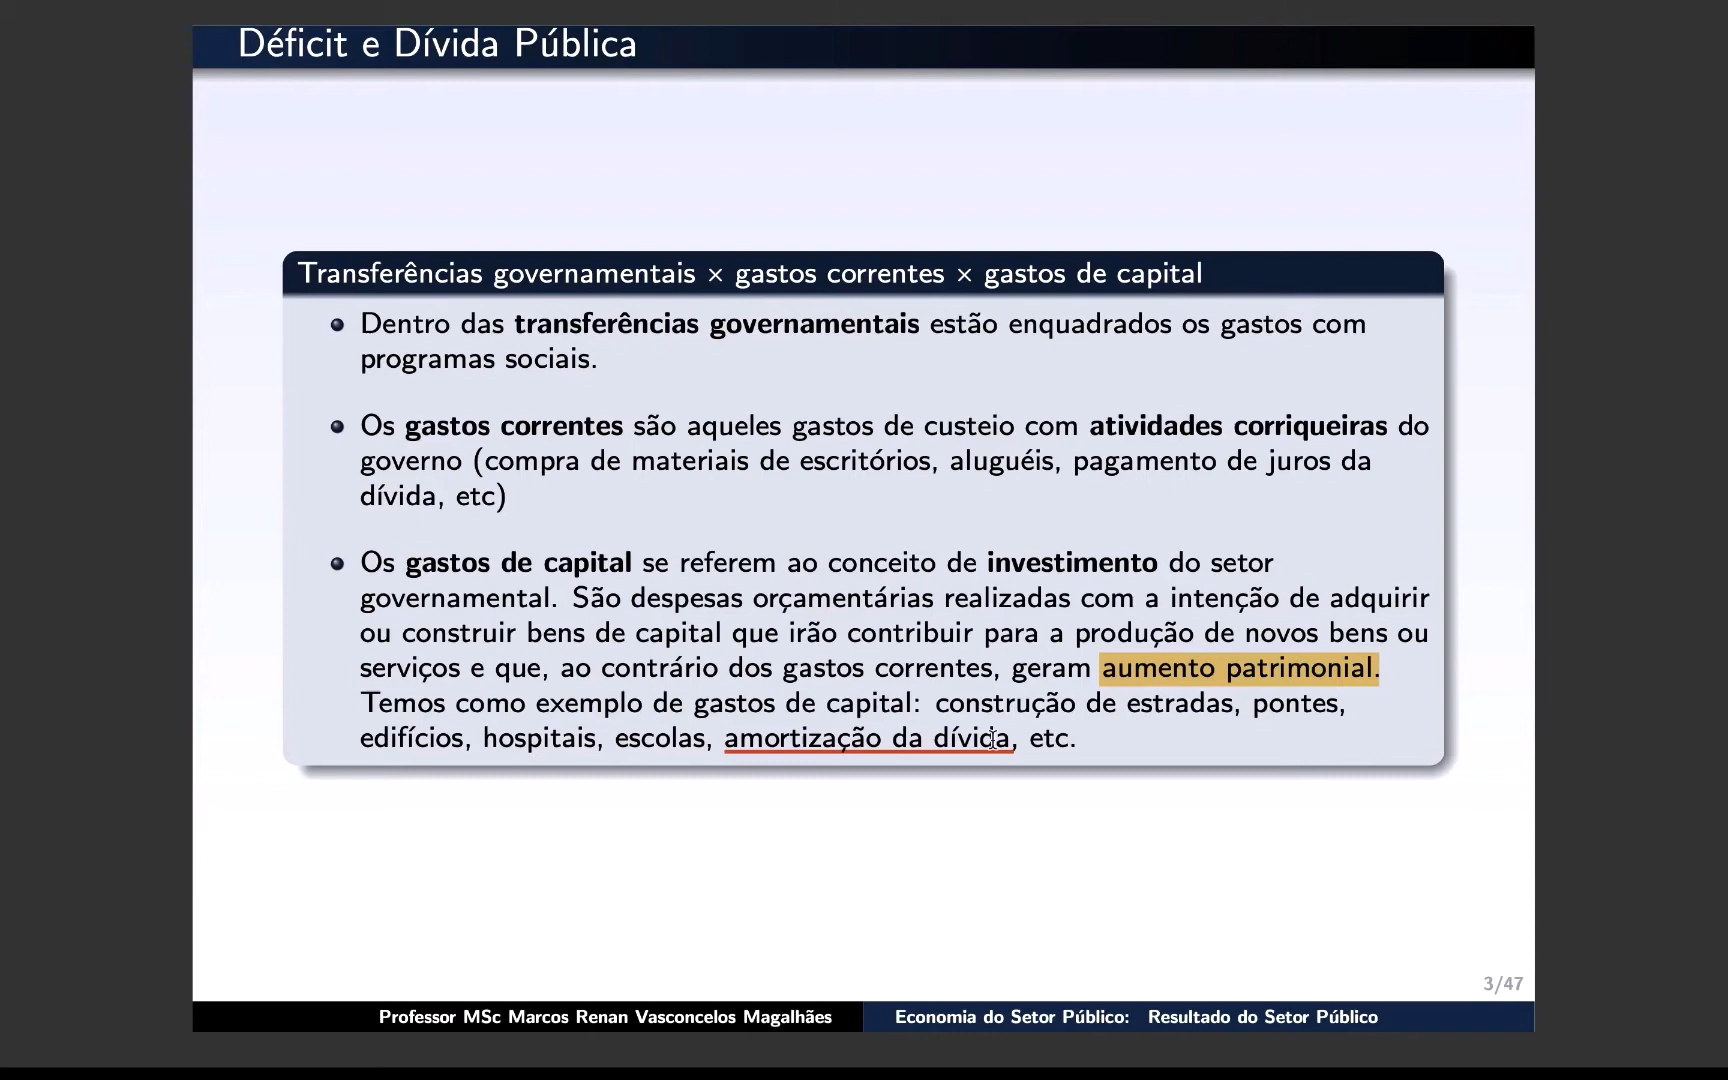 Déficit e Dívida Pública
Transferências governamentais × gastos correntes × gastos de capital
Dentro das transferências governamentais estão enquadrados os gastos com
programas sociais.
Os gastos correntes são aqueles gastos de custeio com atividades corriqueiras do
governo (compra de materiais de escritórios, aluguéis, pagamento de juros da
dívida, etc)
Os gastos de capital se referem ao conceito de investimento do setor
governamental. São despesas orçamentárias realizadas com a intenção de adquirir
ou construir bens de capital que irão contribuir para a produção de novos bens ou
serviços e que, ao contrário dos gastos correntes, geram aumento patrimonial.
Temos como exemplo de gastos de capital: construção de estradas, pontes,
edifícios, hospitais, escolas, amortização da dívida, etc.
3/47
Professor MSc Marcos Renan Vasconcelos Magalhães
Economia do Setor Público: Resultado do Setor Público